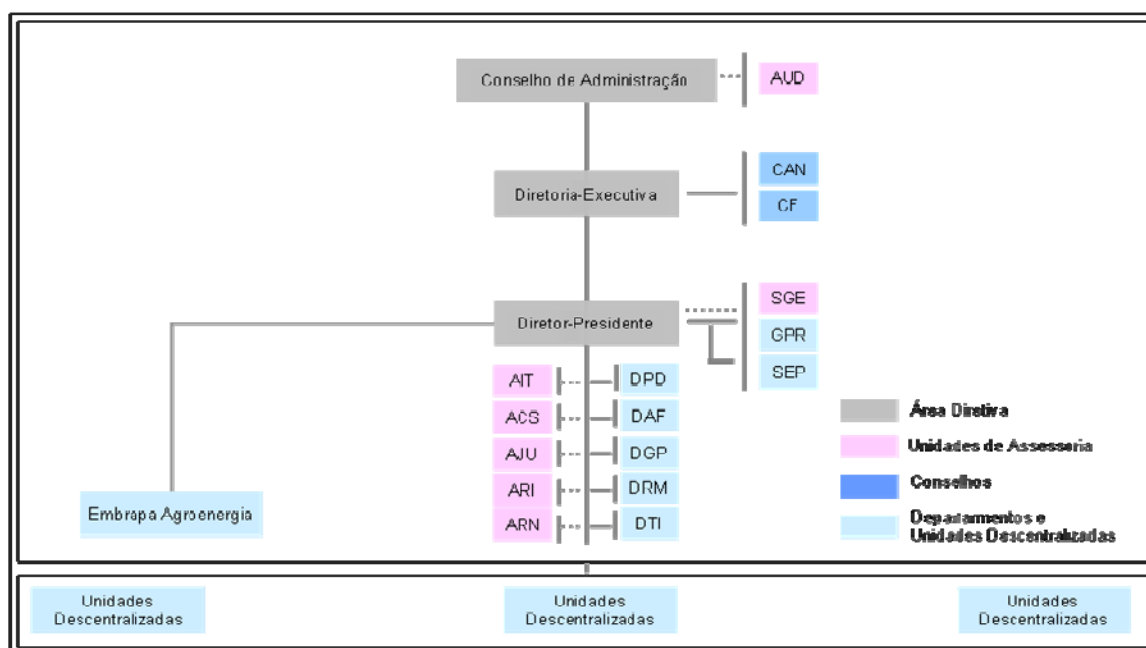 Conselho de Administração
AUD
CAN
Diretoria-Executiva
CF
SGE
Diretor-Presidente
GPR
SEP
AIT
DPD
ACS
DAF
AJU
DGP
ARI
DRM
ARN
DTI
Embrapa Agroenergia
Área Diretiva
Unidades de Assessoria
Conselhos
Departamentos e
Unidades Descentralizadas
Unidades
Descentralizadas
Unidades
Descentralizadas
Unidades
Descentralizadas